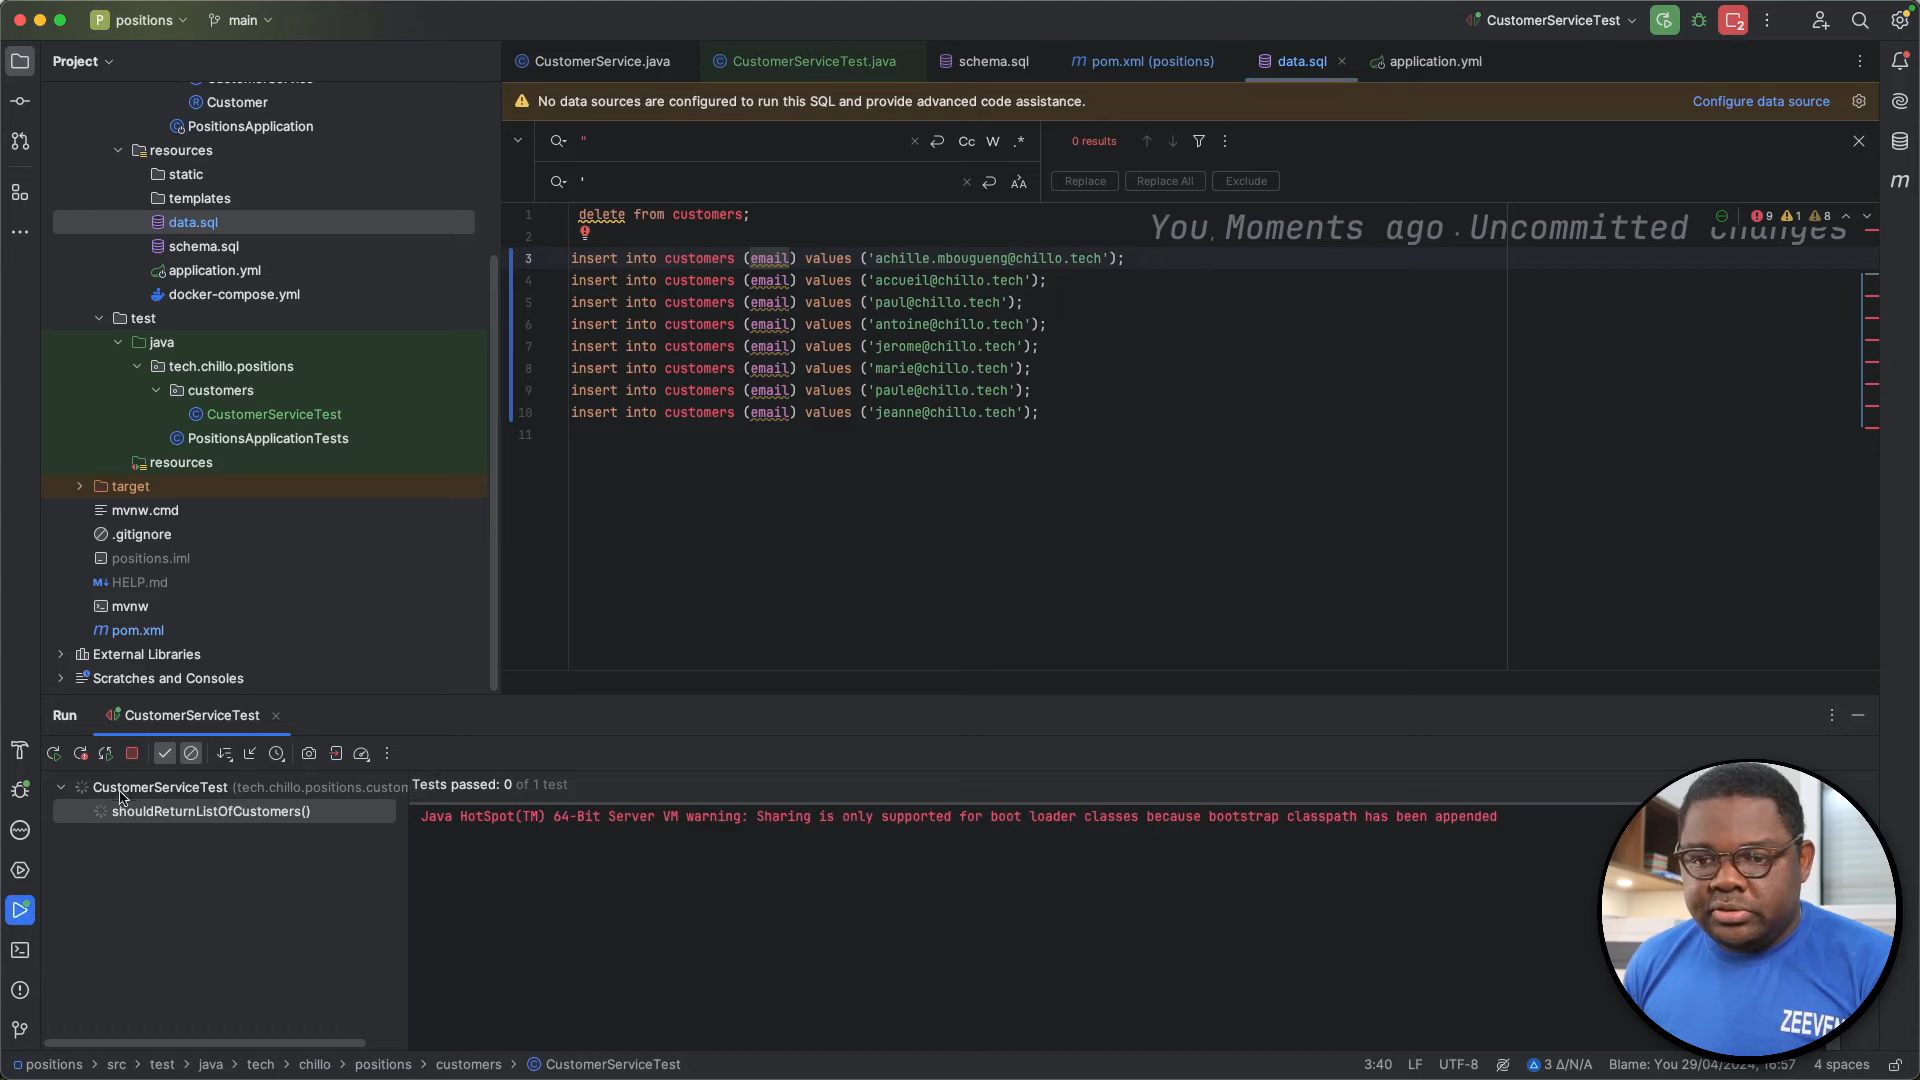 P positions
main
CustomerServiceTest
2
Project
CustomerService.java
CustomerServiceTest.java
schema.sql
m pom.xml (positions)
data.sql
application.yml
No data sources are configured to run this SQL and provide advanced code assistance.
Configure data source
"
Cc W .*
0 results
'
Replace
Replace All
Exclude
Customer
PositionsApplication
resources
static
templates
data.sql
schema.sql
application.yml
docker-compose.yml
test
java
tech.chillo.positions
customers
CustomerServiceTest
PositionsApplicationTests
resources
target
mvnw.cmd
.gitignore
positions.iml
M↓ HELP.md
mvnw
m pom.xml
External Libraries
Scratches and Consoles
1 delete from customers;
You, Moments ago · Uncommitted changes
9 1 8
2
3 insert into customers (email) values ('achille.mbougueng@chillo.tech');
4 insert into customers (email) values ('accueil@chillo.tech');
5 insert into customers (email) values ('paul@chillo.tech');
6 insert into customers (email) values ('antoine@chillo.tech');
7 insert into customers (email) values ('jerome@chillo.tech');
8 insert into customers (email) values ('marie@chillo.tech');
9 insert into customers (email) values ('paule@chillo.tech');
10 insert into customers (email) values ('jeanne@chillo.tech');
11
Run
CustomerServiceTest
CustomerServiceTest (tech.chillo.positions.custom
shouldReturnListOfCustomers()
Tests passed: 0 of 1 test
Java HotSpot(TM) 64-Bit Server VM warning: Sharing is only supported for boot loader classes because bootstrap classpath has been appended
positions > src > test > java > tech > chillo > positions > customers > CustomerServiceTest
3:40
LF
UTF-8
3 Δ/N/A
Blame: You 29/04/2024, 16:57
4 spaces